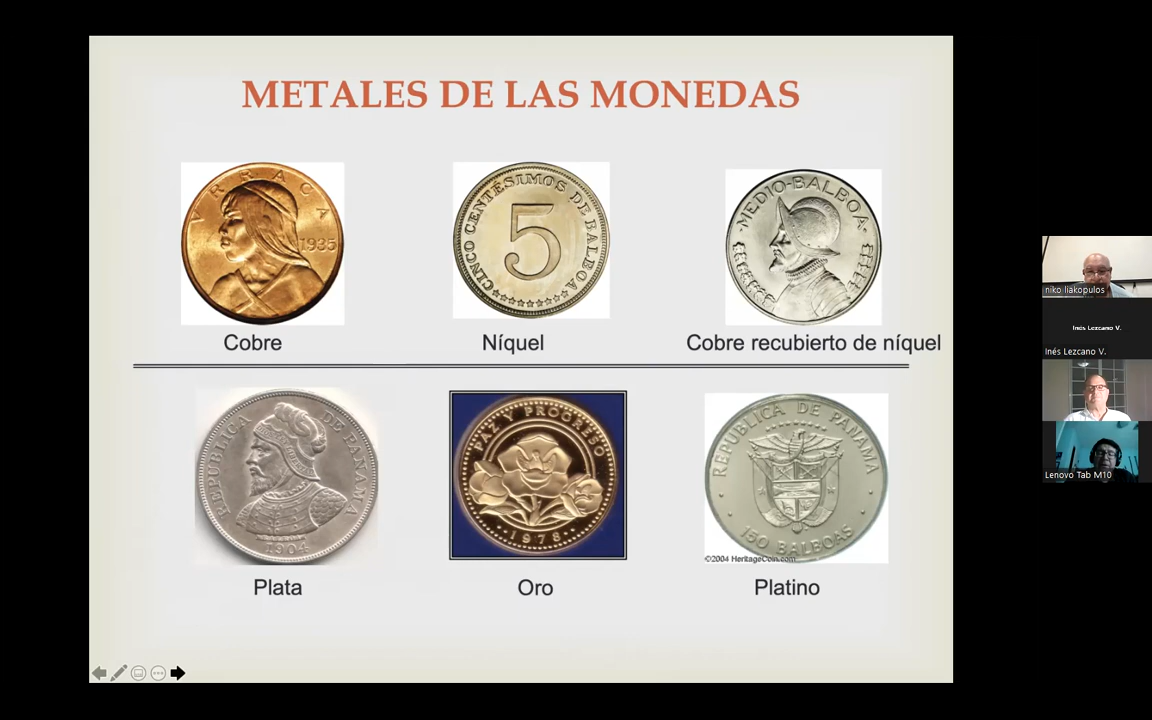 METALES DE LAS MONEDAS
VRRACA
1935
CINCO CENTÉSIMOS DE BALBOA
5
MEDIO·BALBOA
Cobre
Níquel
Cobre recubierto de níquel
REPUBLICA DE PANAMA
1904
PAZ Y PROGRESO
·1978·
REPUBLICA DE PANAMA
150 BALBOAS
©2004 HeritageCoin.com
Plata
Oro
Platino
niko liakopulos
Inés Lezcano V.
Inés Lezcano V.
Lenovo Tab M10